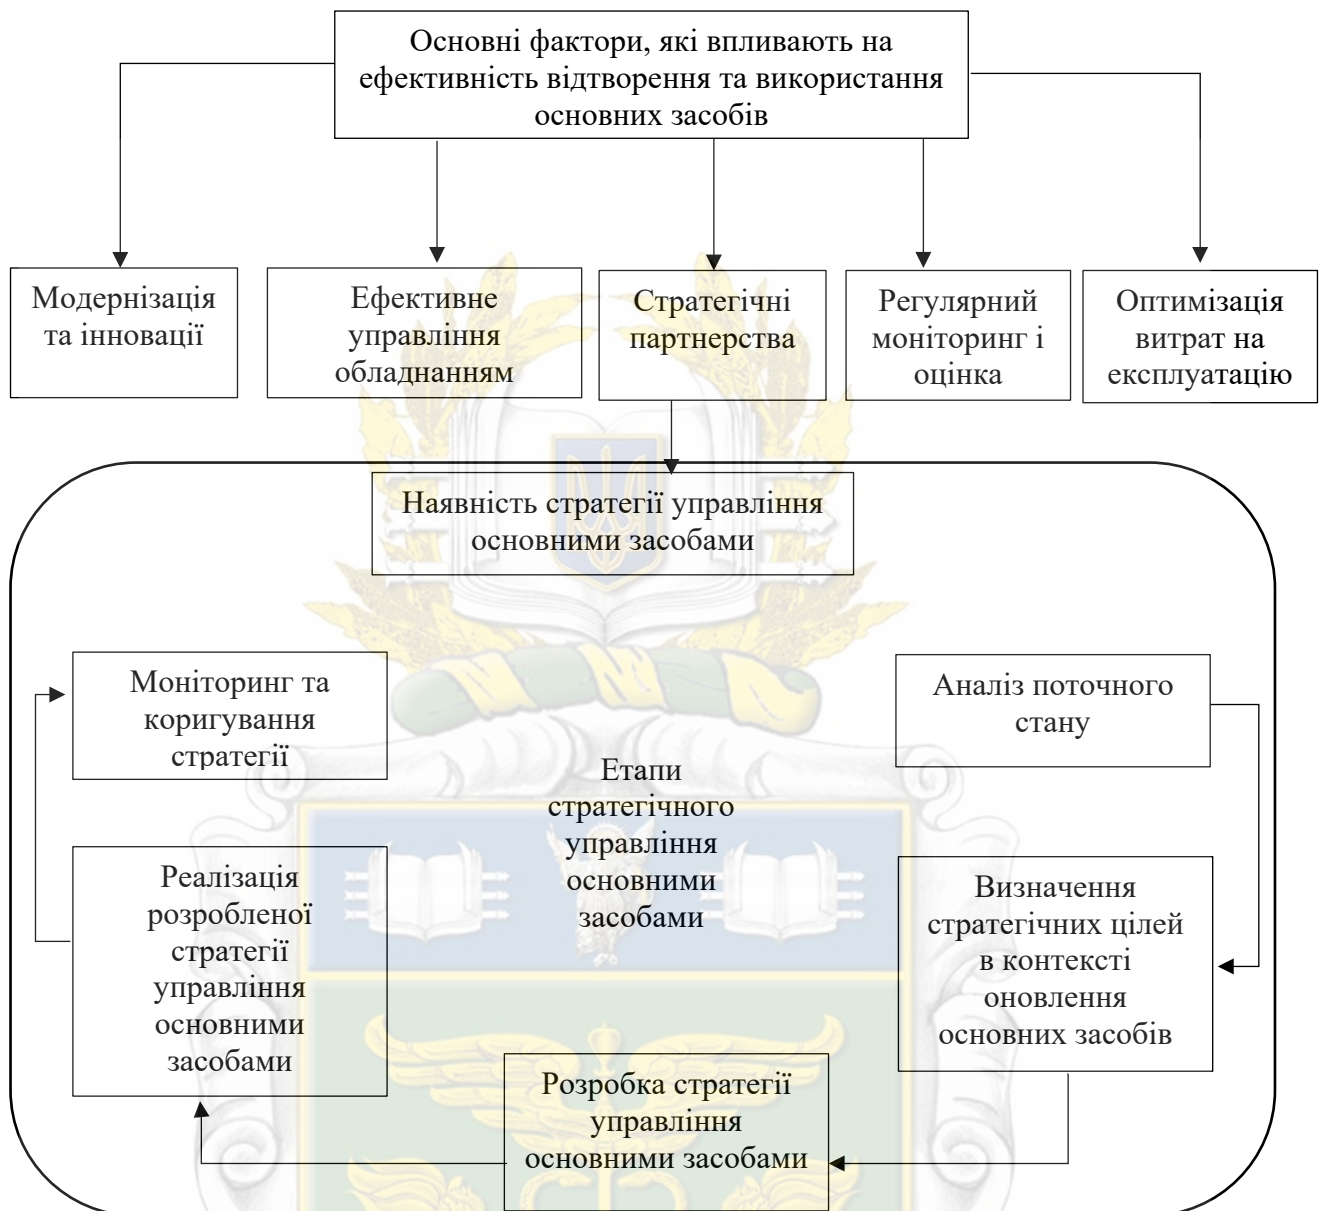 Основні фактори, які впливають на
ефективність відтворення та використання
основних засобів
Модернізація
та інновації
Ефективне
управління
обладнанням
Стратегічні
партнерства
Регулярний
моніторинг і
оцінка
Оптимізація
витрат на
експлуатацію
Наявність стратегії управління
основними засобами
Моніторинг та
коригування
стратегії
Аналіз поточного
стану
Етапи
стратегічного
управління
основними
засобами
Реалізація
розробленої
стратегії
управління
основними
засобами
Визначення
стратегічних цілей
в контексті
оновлення
основних засобів
Розробка стратегії
управління
основними засобами